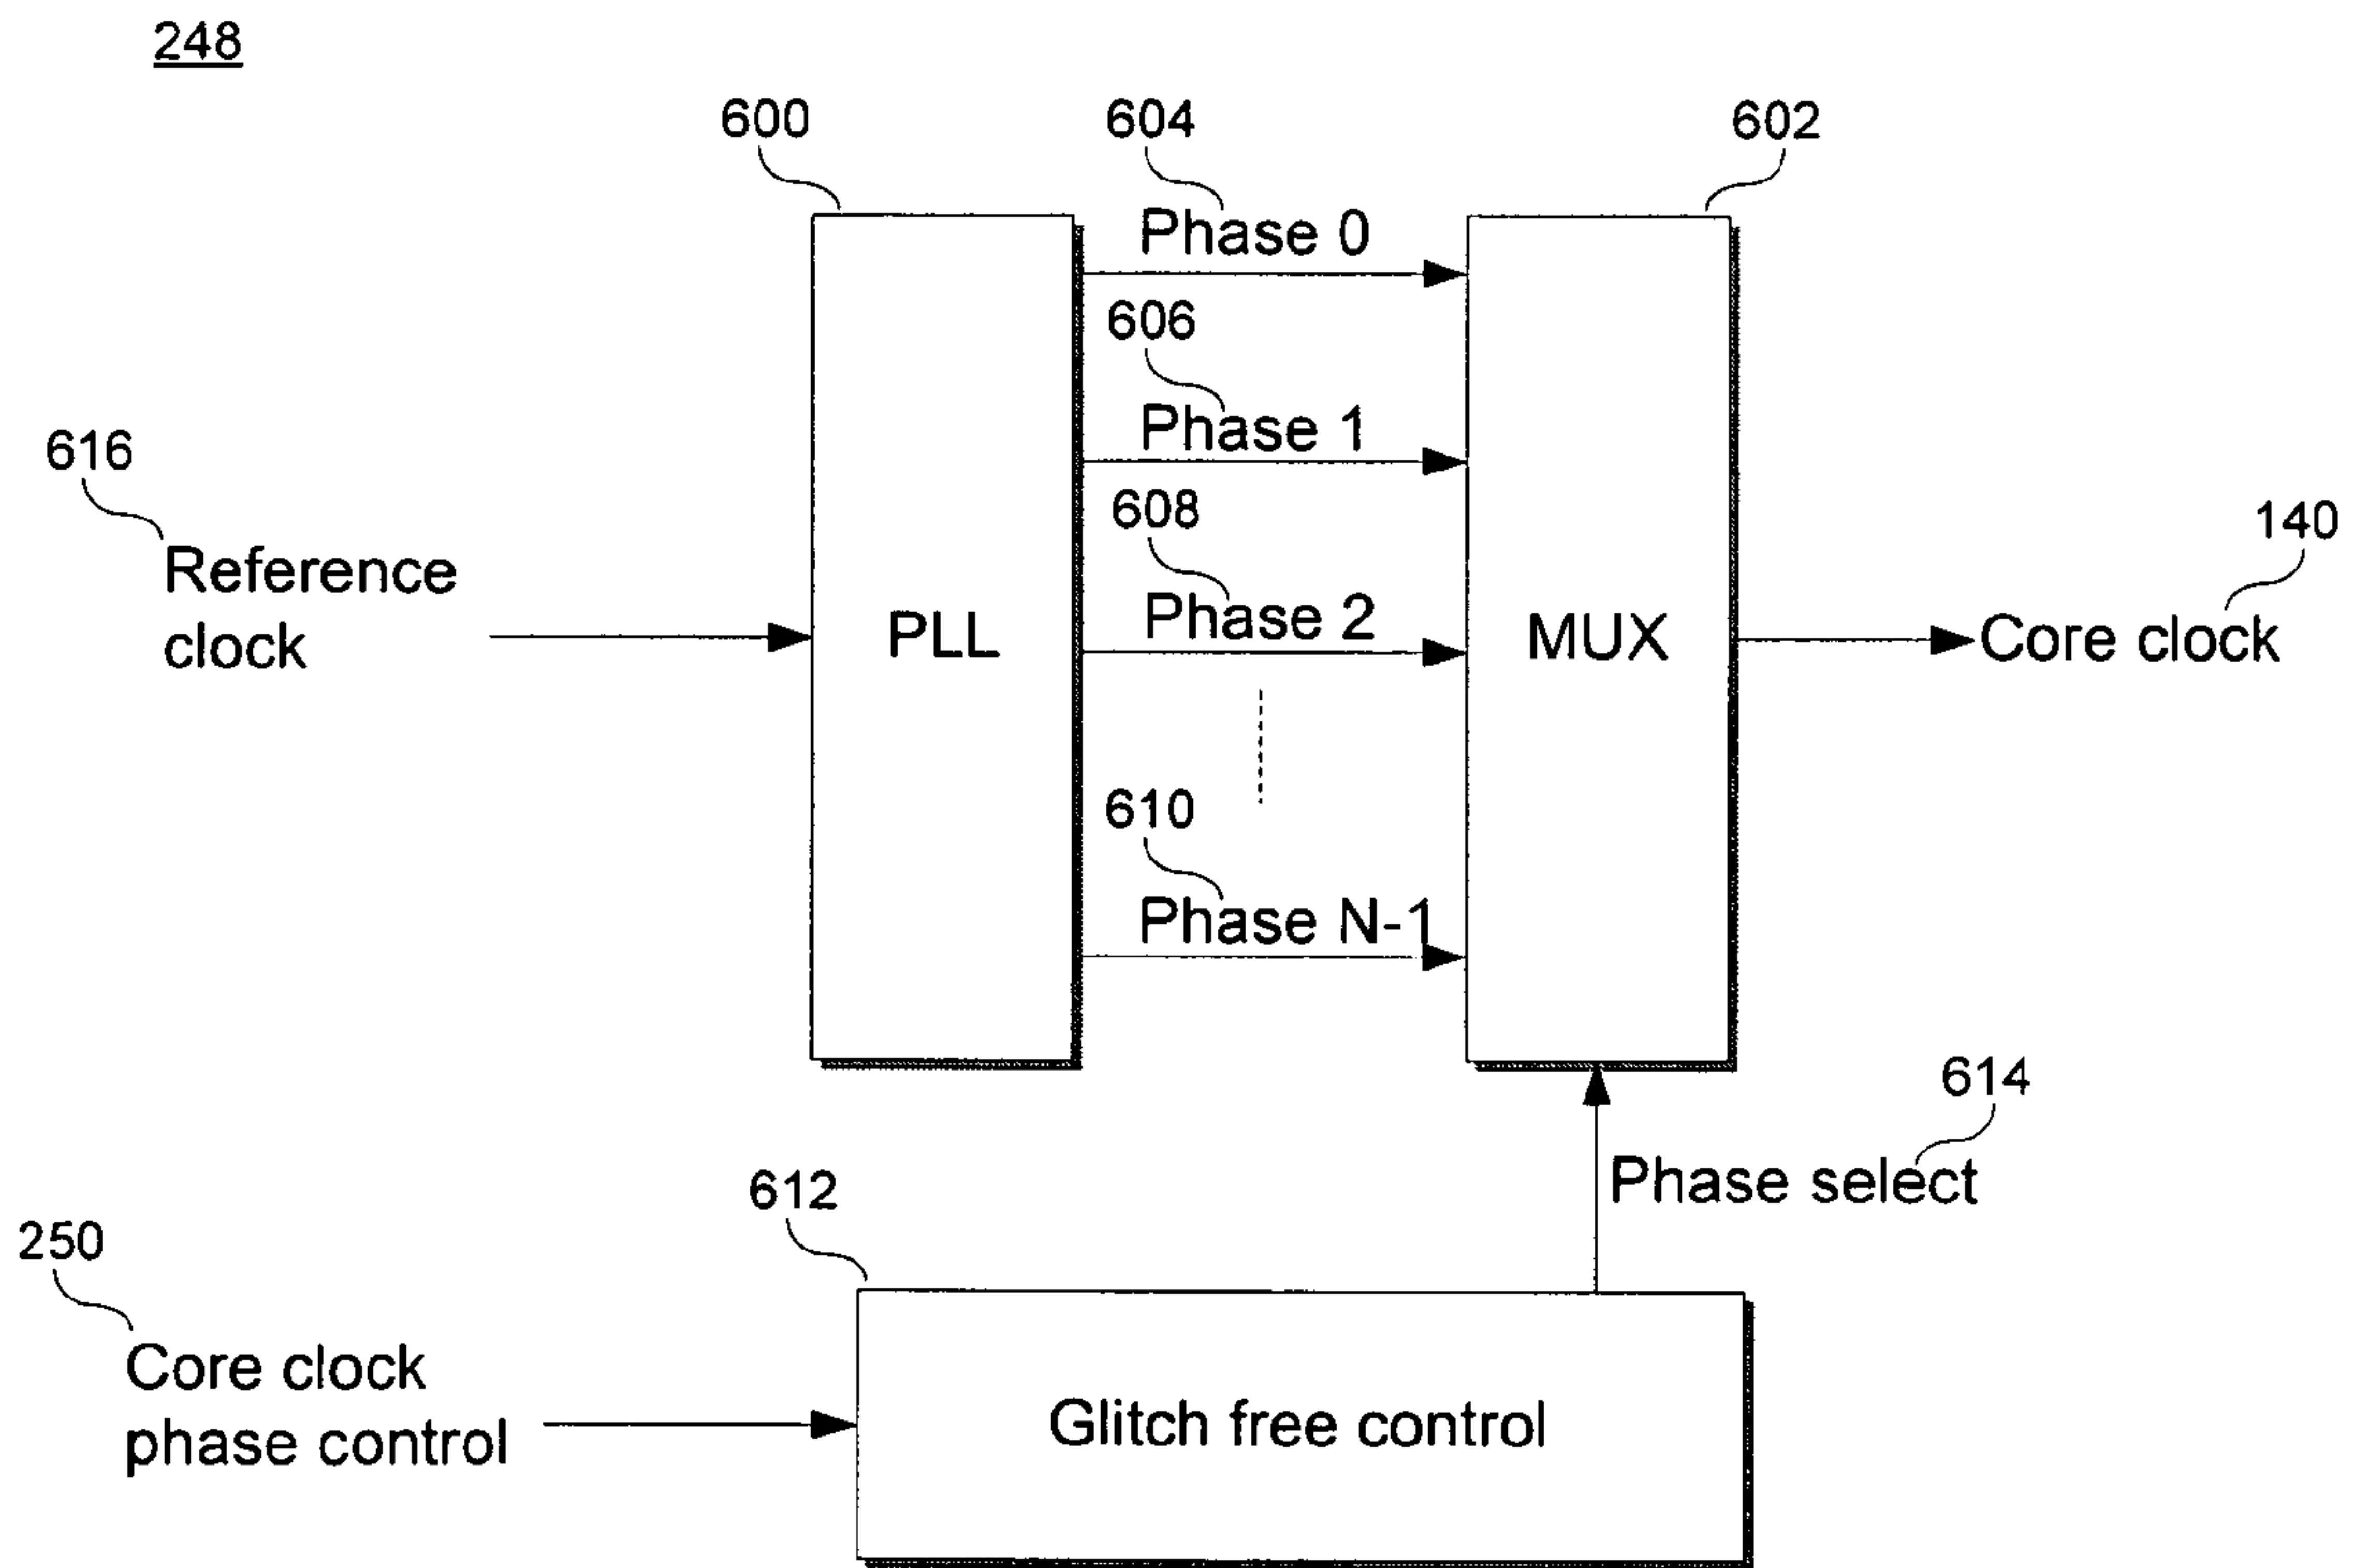 248
600
604
602
Phase 0
606
Phase 1
616
608
140
Reference
clock
Phase 2
PLL
MUX
Core clock
610
Phase N-1
614
612
Phase select
250
Core clock
phase control
Glitch free control